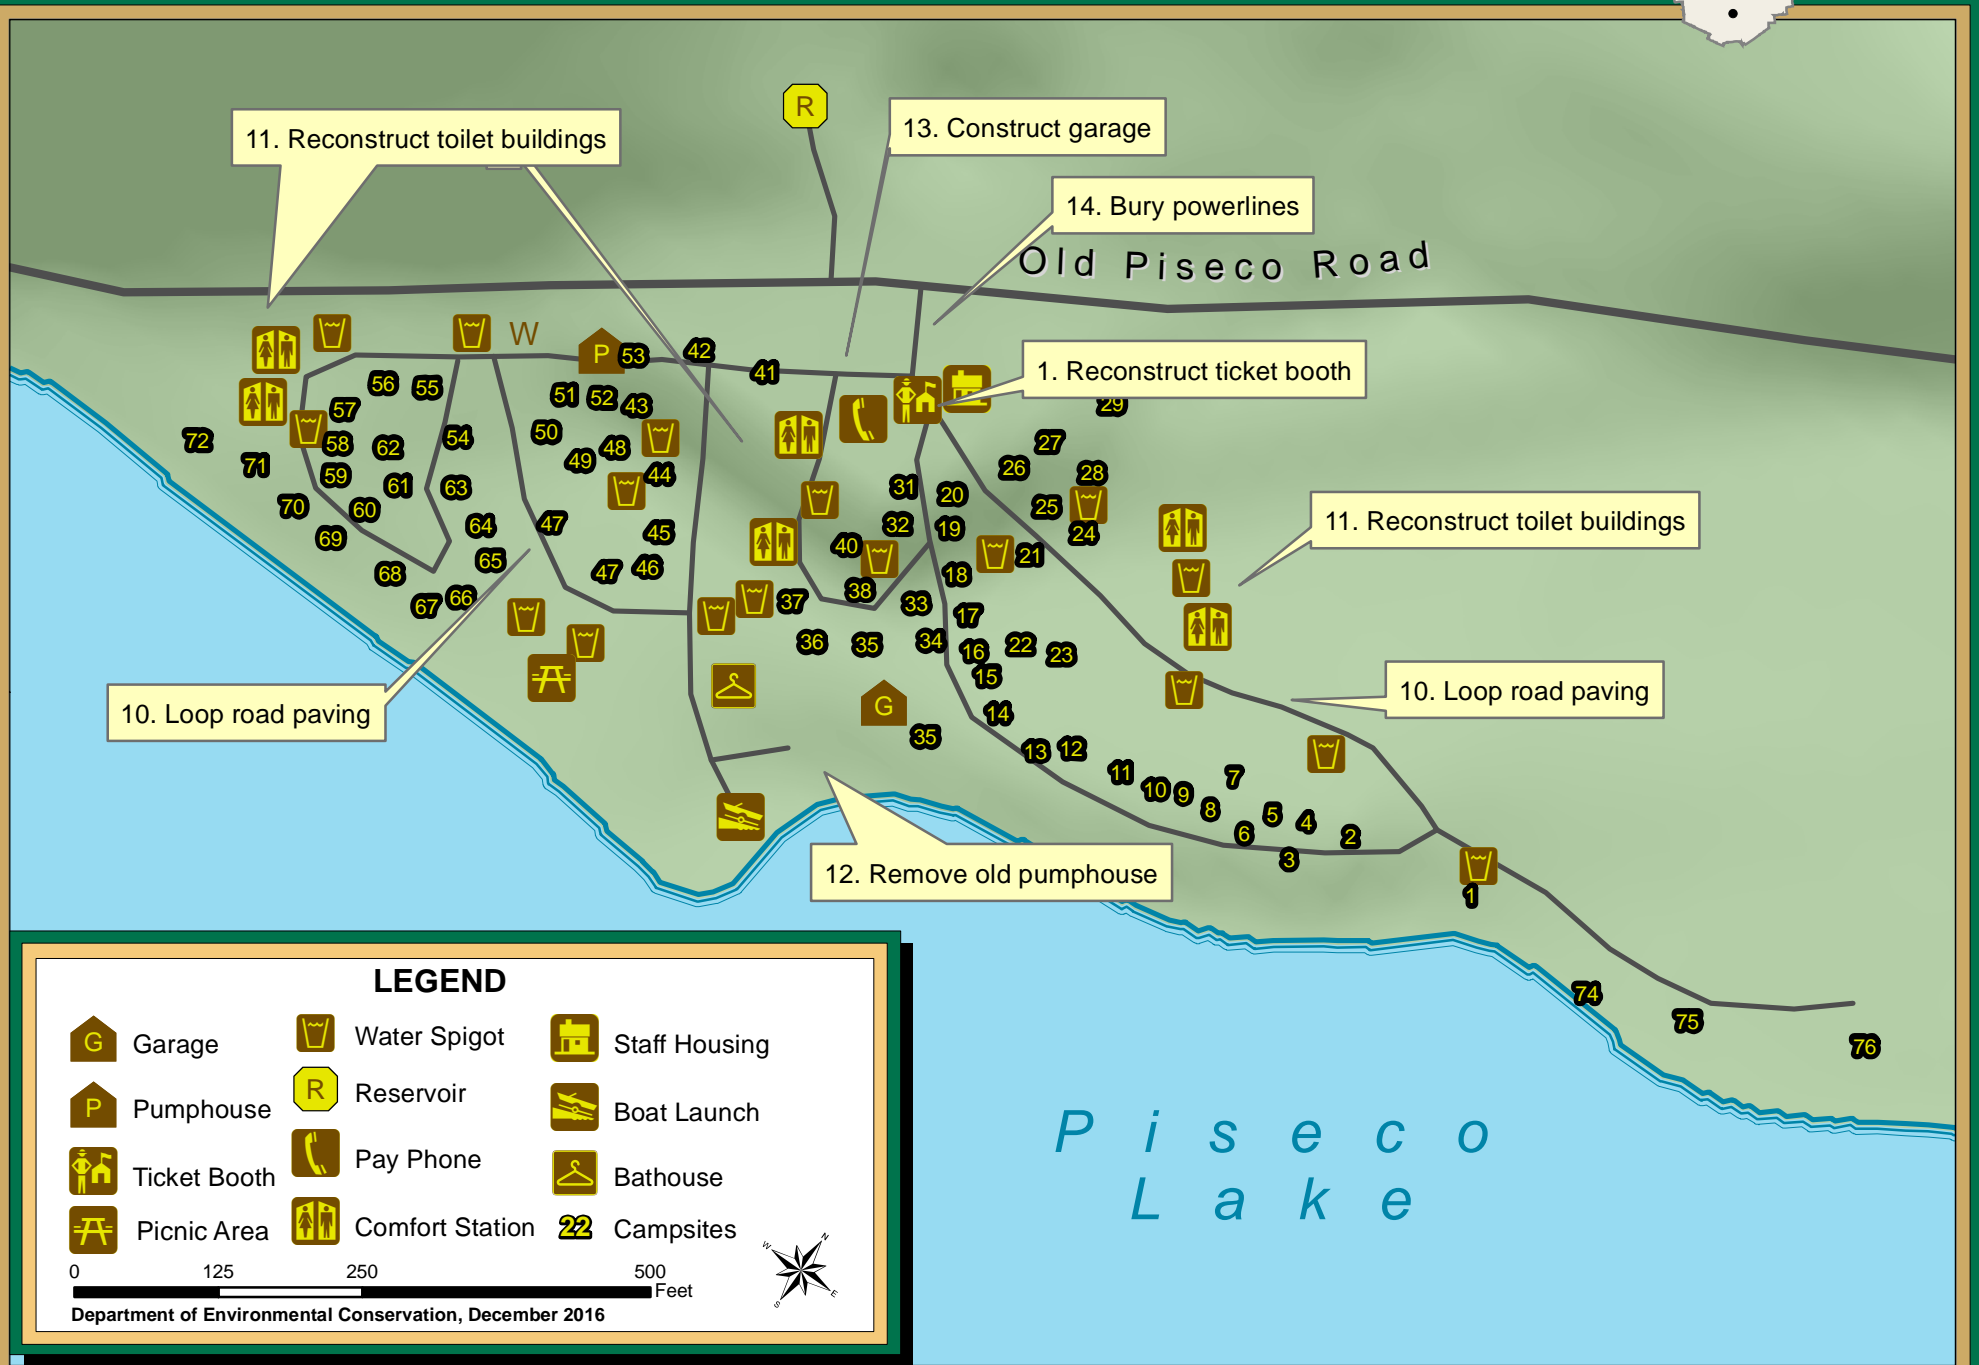 R
11. Reconstruct toilet buildings
13. Construct garage
14. Bury powerlines
Old Piseco Road
W
P
53
42
41
1. Reconstruct ticket booth
29
56
55
51
52
43
57
72
58
62
54
50
48
49
44
27
26
28
71
59
61
63
31
20
25
24
70
60
64
47
45
32
19
11. Reconstruct toilet buildings
69
65
40
21
68
47
46
18
67
66
37
38
33
17
36
35
34
16
22
23
15
10. Loop road paving
10. Loop road paving
G
14
35
13
12
11
10
9
7
8
5
4
6
2
3
12. Remove old pumphouse
1
74
75
76
LEGEND
G Garage
Water Spigot
Staff Housing
R Reservoir
P Pumphouse
Boat Launch
Pay Phone
Ticket Booth
Bathouse
Picnic Area
Comfort Station
22 Campsites
0 125 250 500
Feet
Department of Environmental Conservation, December 2016
N
W
E
S
Piseco
Lake